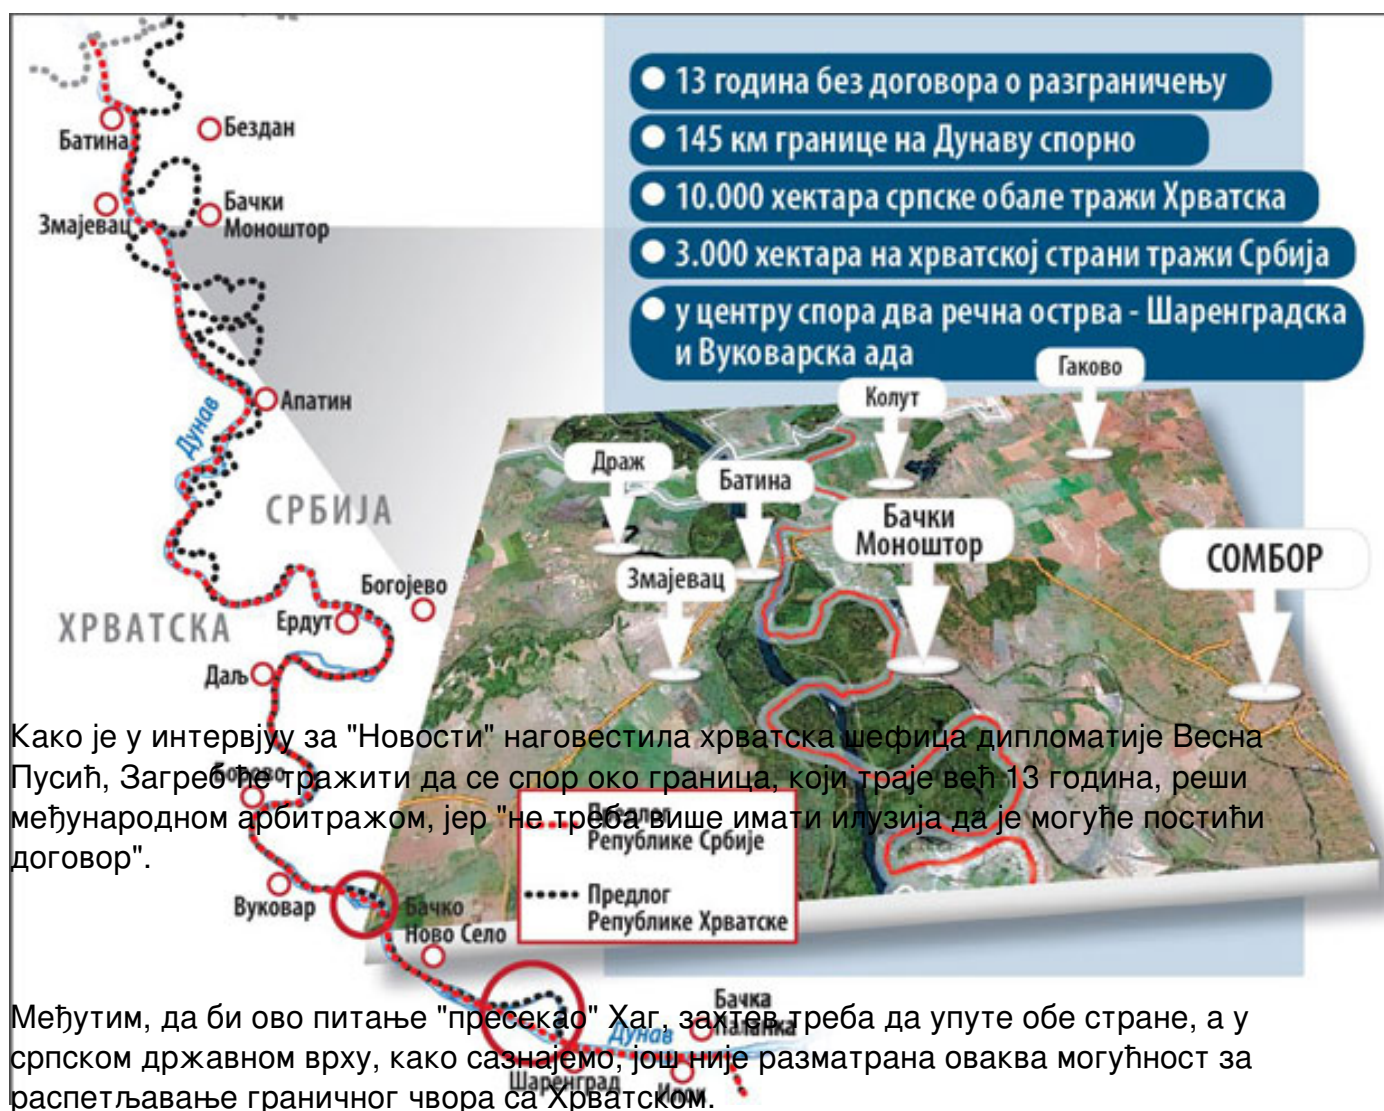 13 година без договора о разграничењу
145 км границе на Дунаву спорно
10.000 хектара српске обале тражи Хрватска
3.000 хектара на хрватској страни тражи Србија
у центру спора два речна острва - Шаренградска
и Вуковарска ада
Батина
Бездан
Змајевац
Бачки
Моноштор
Апатин
Дунав
СРБИЈА
ХРВАТСКА
Богојево
Ердут
Даљ
Гаково
Колут
Драж
Батина
Бачки
Моноштор
Змајевац
СОМБОР
Како је у интервјуу за "Новости" наговестила хрватска шефица дипломатије Весна
Пусић, Загреб ће тражити да се спор око граница, који траје већ 13 година, реши
међународном арбитражом, јер "не треба више имати илузија да је могуће постићи
договор".
Борово
Предлог
Републике Србије
Предлог
Републике Хрватске
Вуковар
Бачко
Ново Село
Бачка
Паланка
Дунав
Шаренград
Илок
Међутим, да би ово питање "пресекао" Хаг, захтев треба да упуте обе стране, а у
српском државном врху, како сазнајемо, још није разматрана оваква могућност за
распетљавање граничног чвора са Хрватском.